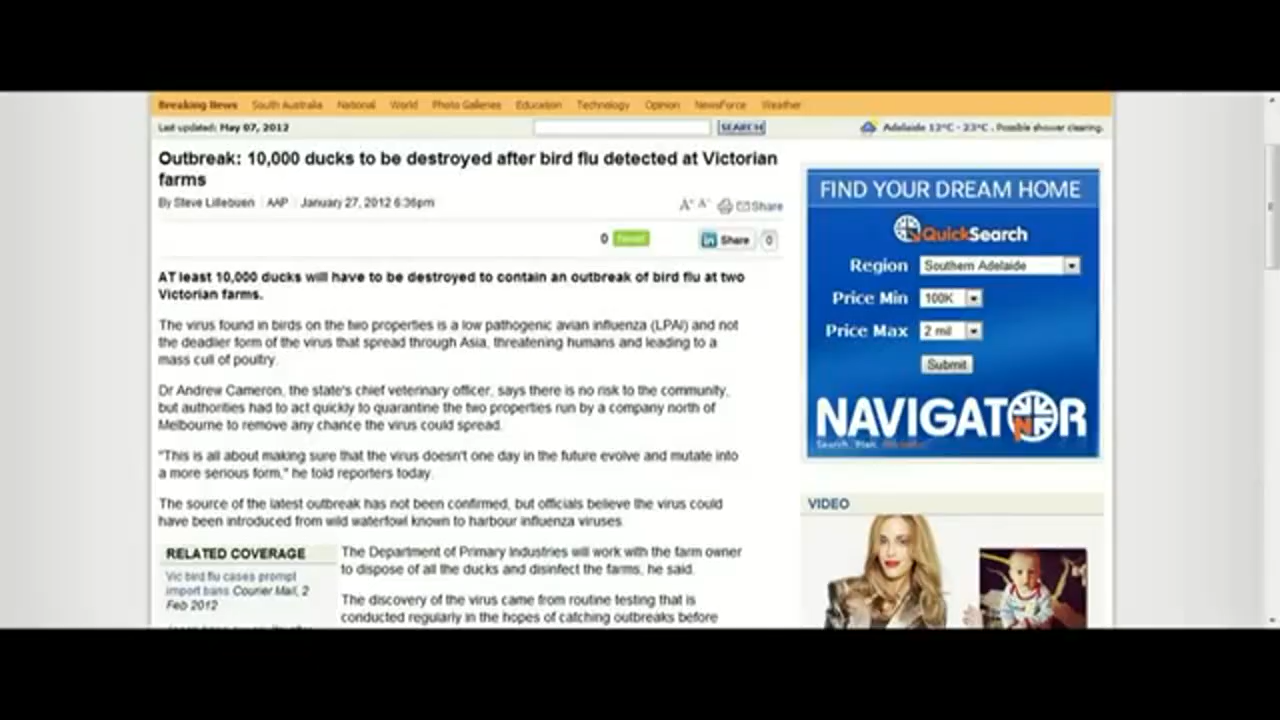 Breaking News South Australia National World Photo Galleries Education Technology Opinion NewsForce Weather
Last updated: May 07, 2012 SEARCH Adelaide 12°C - 23°C . Possible shower clearing.
Outbreak: 10,000 ducks to be destroyed after bird flu detected at Victorian
farms
By Steve Lillebuen AAP January 27, 2012 6:36pm A+ A- Share
0 Tweet Share 0
AT least 10,000 ducks will have to be destroyed to contain an outbreak of bird flu at two
Victorian farms.
The virus found in birds on the two properties is a low pathogenic avian influenza (LPAI) and not
the deadlier form of the virus that spread through Asia, threatening humans and leading to a
mass cull of poultry.
Dr Andrew Cameron, the state's chief veterinary officer, says there is no risk to the community,
but authorities had to act quickly to quarantine the two properties run by a company north of
Melbourne to remove any chance the virus could spread.
"This is all about making sure that the virus doesn't one day in the future evolve and mutate into
a more serious form," he told reporters today.
The source of the latest outbreak has not been confirmed, but officials believe the virus could
have been introduced from wild waterfowl known to harbour influenza viruses.
RELATED COVERAGE
Vic bird flu cases prompt
import bans Courier Mail, 2
Feb 2012
The Department of Primary Industries will work with the farm owner
to dispose of all the ducks and disinfect the farms, he said.
The discovery of the virus came from routine testing that is
conducted regularly in the hopes of catching outbreaks before
FIND YOUR DREAM HOME
QuickSearch
Region Southern Adelaide
Price Min 100K
Price Max 2 mil
Submit
NAVIGATOR
Search. Plan.
VIDEO